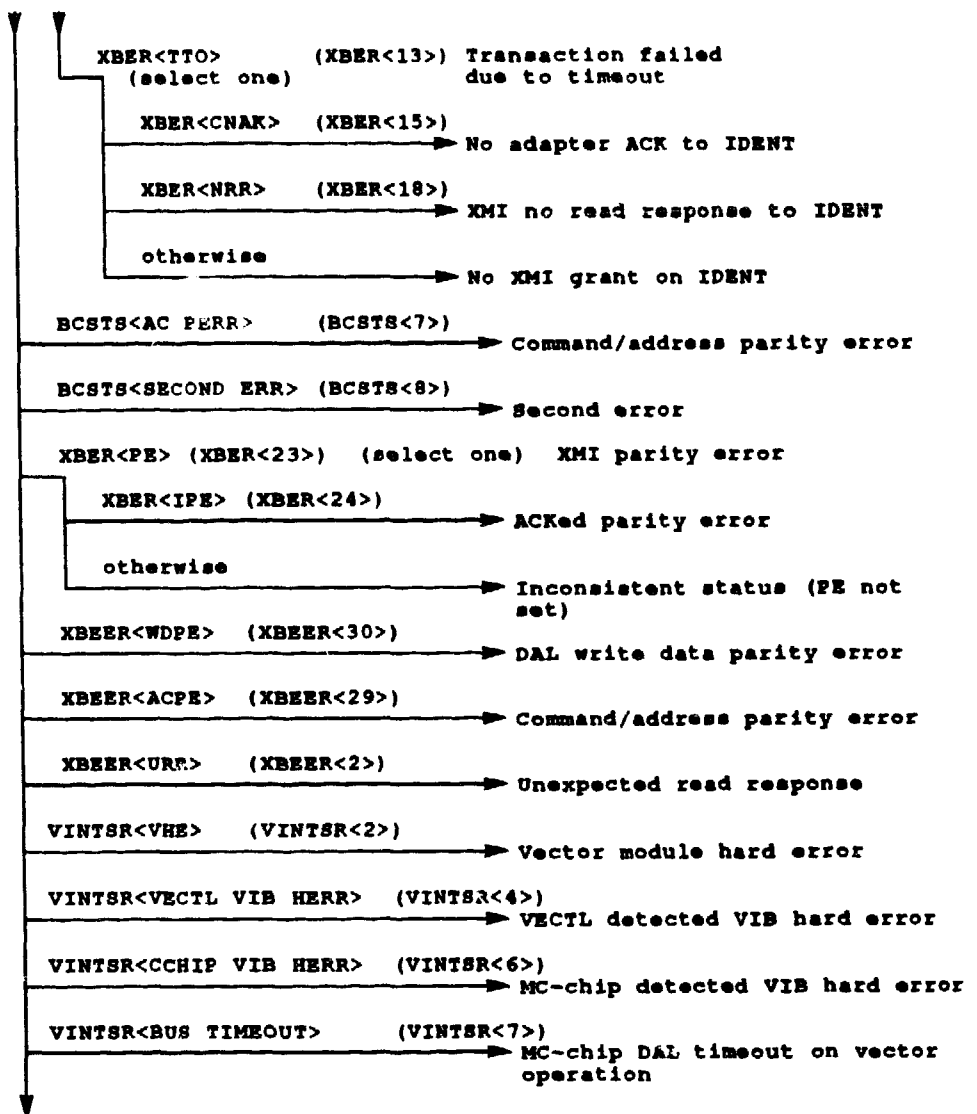 XBER<TTO> (XBER<13>) Transaction failed
(select one) due to timeout
XBER<CNAK> (XBER<15>)
No adapter ACK to IDENT
XBER<NRR> (XBER<18>)
XMI no read response to IDENT
otherwise
No XMI grant on IDENT
BCSTS<AC PERR> (BCSTS<7>)
Command/address parity error
BCSTS<SECOND ERR> (BCSTS<8>)
Second error
XBER<PE> (XBER<23>) (select one) XMI parity error
XBER<IPE> (XBER<24>)
ACKed parity error
otherwise
Inconsistent status (PE not
set)
XBEER<WDPE> (XBEER<30>)
DAL write data parity error
XBEER<ACPE> (XBEER<29>)
Command/address parity error
XBEER<URR> (XBEER<2>)
Unexpected read response
VINTSR<VHE> (VINTSR<2>)
Vector module hard error
VINTSR<VECTL VIB HERR> (VINTSR<4>)
VECTL detected VIB hard error
VINTSR<CCHIP VIB HERR> (VINTSR<6>)
MC-chip detected VIB hard error
VINTSR<BUS TIMEOUT> (VINTSR<7>)
MC-chip DAL timeout on vector
operation